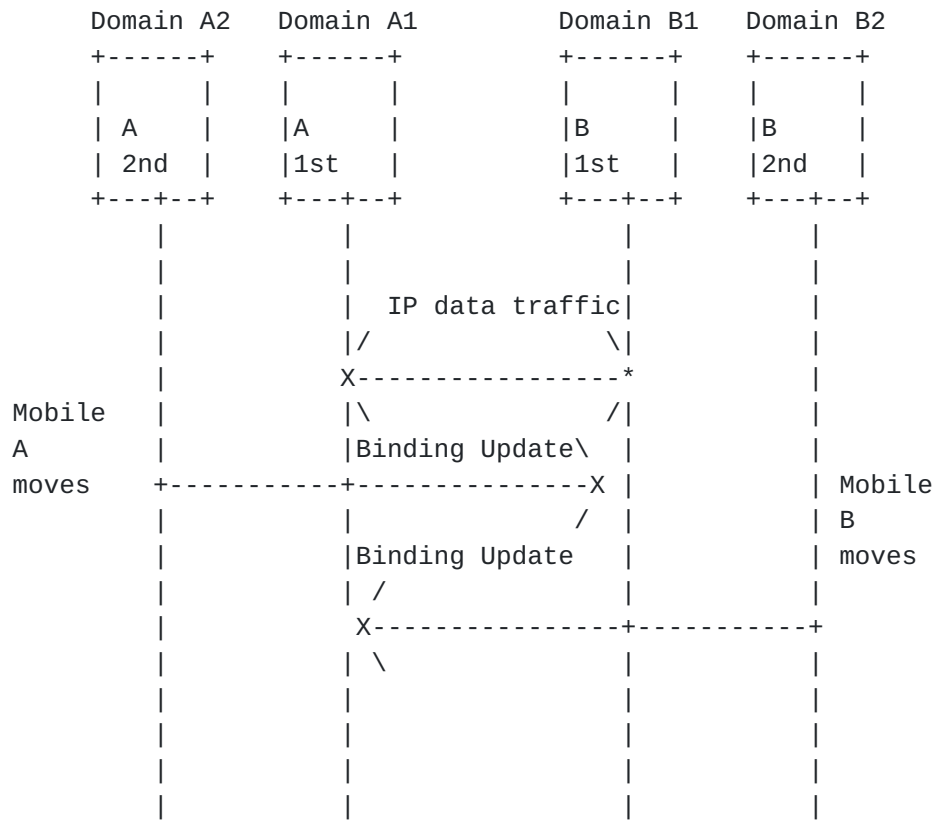 Domain A2 Domain A1 Domain B1 Domain B2
A A B B
2nd 1st 1st 2nd
IP data traffic
X *
Mobile
A Binding Update
moves X Mobile
B
Binding Update moves
X